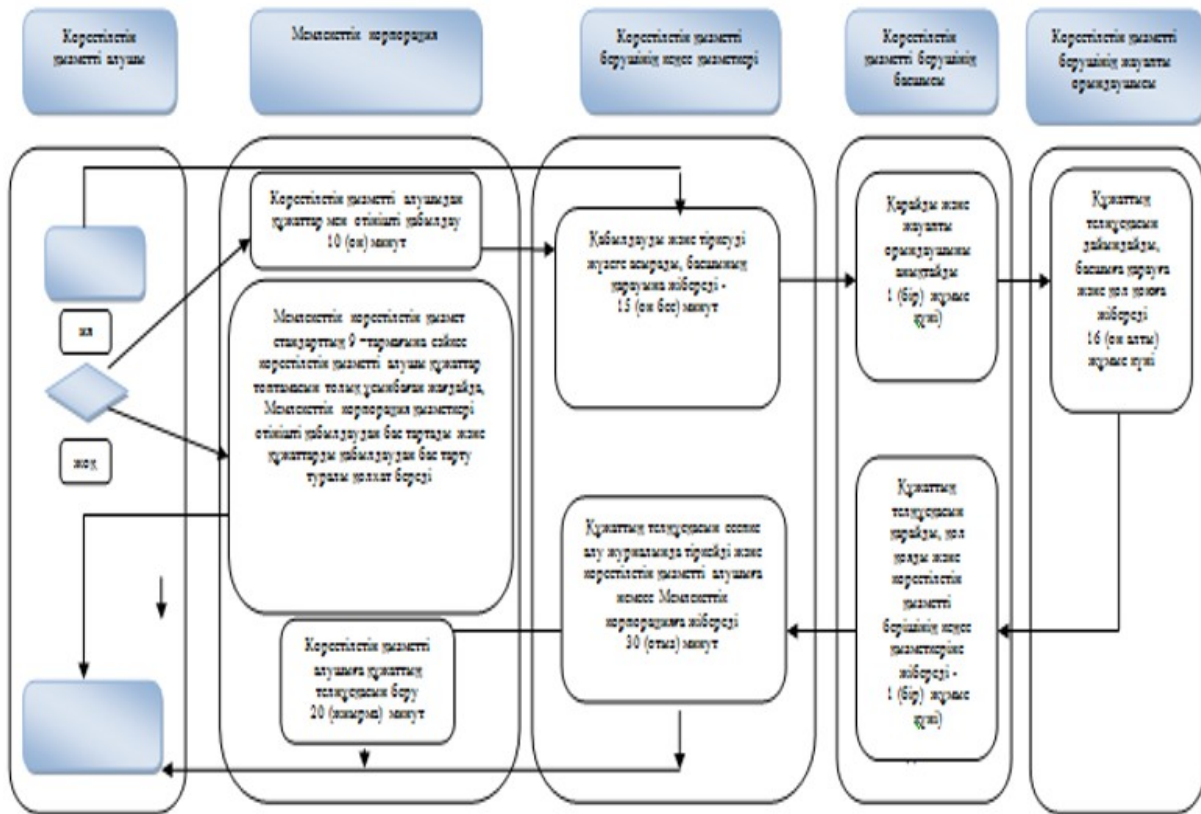 Көрсетілетін
қызметті алушы
Мемлекеттік корпорация
Көрсетілетін қызметті
берушінің кеңсе қызметкері
Көрсетілетін
қызметті берушінің
басшысы
Көрсетілетін қызметті
берушінің жауапты
орындаушысы
Көрсетілетін қызметті алушыдан
құжаттар мен өтінішті қабылдау
10 (он) минут
Қабылдауды және тіркеуді
жүзеге асырады, басшының
қарауына жібереді -
15 (он бес) минут
Қарайды және
жауапты
орындаушыны
анықтайды
1 (бір) жұмыс
күні)
Құжаттың
телнұсқасын
дайындайды,
басшыға қарауға
және қол қоюға
жібереді
16 (он алты)
жұмыс күні
иә
жоқ
Мемлекеттік көрсетілетін қызмет
стандарттың 9 -тармағына сәйкес
көрсетілетін қызметті алушы құжаттар
топтамасын толық ұсынбаған жағдайда,
Мемлекеттік корпорация қызметкері
өтінішті қабылдаудан бас тартады және
құжаттарды қабылдаудан бас тарту
туралы қолхат береді
Көрсетілетін қызметті
алушыға құжаттың
телнұсқасын беру
20 (жиырма) минут
Құжаттың телнұсқасын есепке
алу журналында тіркейді және
көрсетілетін қызметті алушыға
немесе Мемлекеттік
корпорацияға жібереді
30 (отыз) минут
Құжаттың
телнұсқасын
қарайды, қол
қояды және
көрсетілетін
қызметті
берішінің кеңсе
қызметкеріне
жібереді -
1 (бір) жұмыс
күні)